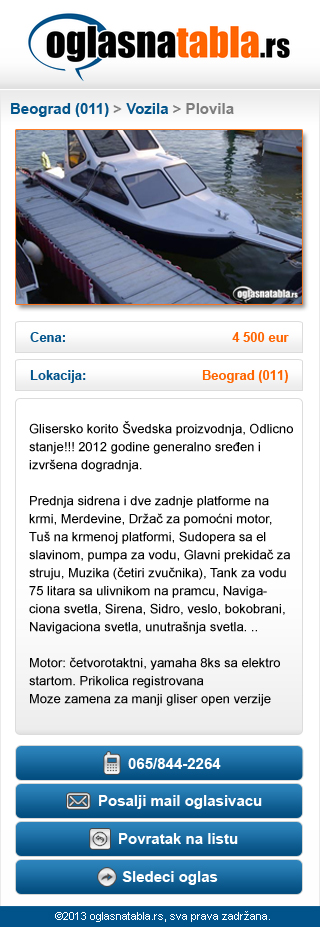 oglasnatabla.rs
Beograd (011) > Vozila > Plovila
oglasnatabla.rs
Cena: 4 500 eur
Lokacija: Beograd (011)
Glisersko korito Švedska proizvodnja, Odlicno
stanje!!! 2012 godine generalno sređen i
izvršena dogradnja.
Prednja sidrena i dve zadnje platforme na
krmi, Merdevine, Držač za pomoćni motor,
Tuš na krmenoj platformi, Sudopera sa el
slavinom, pumpa za vodu, Glavni prekidač za
struju, Muzika (četiri zvučnika), Tank za vodu
75 litara sa ulivnikom na pramcu, Naviga-
ciona svetla, Sirena, Sidro, veslo, bokobrani,
Navigaciona svetla, unutrašnja svetla. ..
Motor: četvorotaktni, yamaha 8ks sa elektro
startom. Prikolica registrovana
Moze zamena za manji gliser open verzije
065/844-2264
Posalji mail oglasivacu
Povratak na listu
Sledeci oglas
©2013 oglasnatabla.rs, sva prava zadržana.